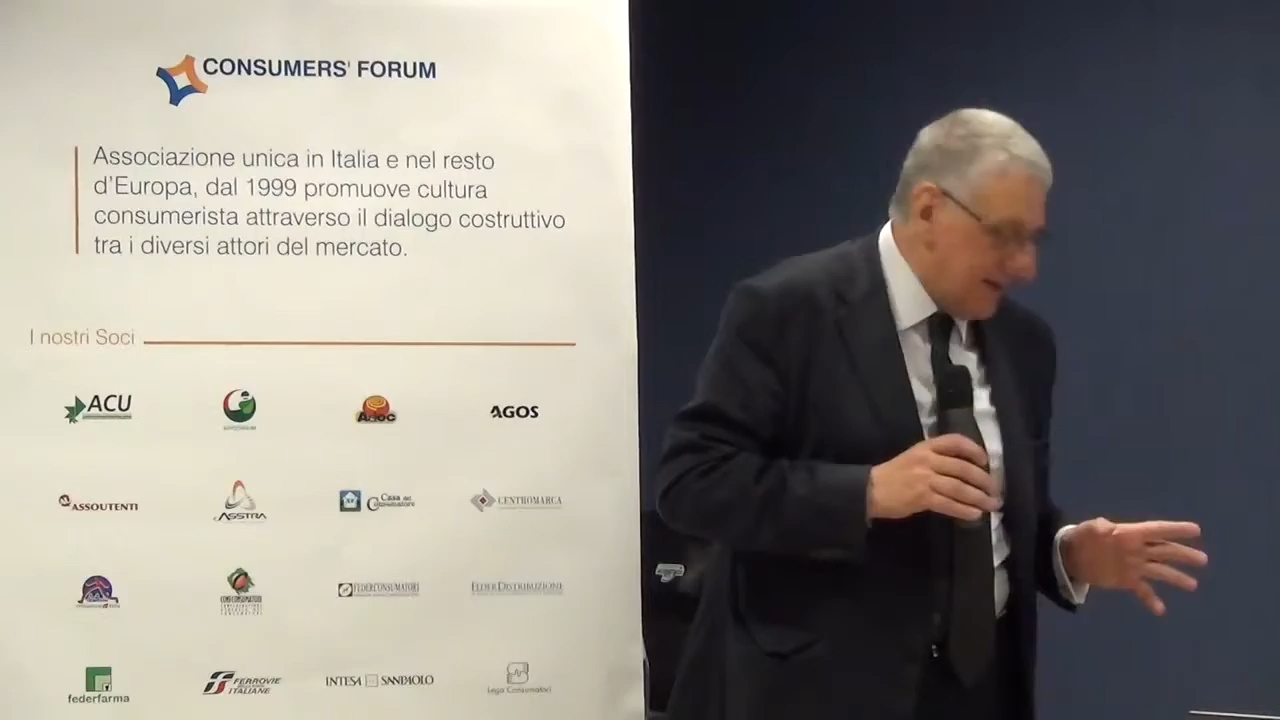 CONSUMERS' FORUM
Associazione unica in Italia e nel resto
d'Europa, dal 1999 promuove cultura
consumerista attraverso il dialogo costruttivo
tra i diversi attori del mercato.
I nostri Soci
ACU
Adoc
AGOS
ASSOUTENTI
ASSTRA
Casa del
Consumatore
CENTROMARCA
CONFCONSUMATORI
FEDERCONSUMATORI
FEDERDISTRIBUZIONE
federfarma
FERROVIE
ITALIANE
INTESA SANPAOLO
Lega Consumatori